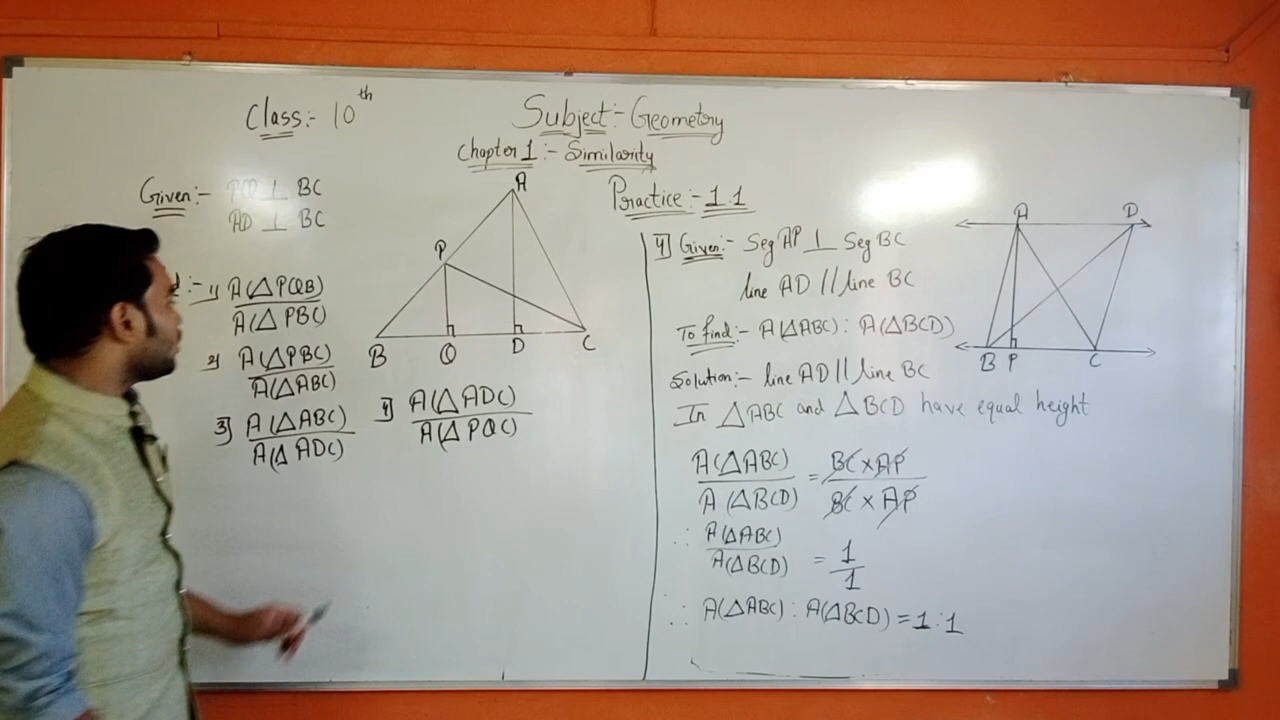 Class:- 10th
Subject:- Geometry
Chapter 1:- Similarity
Practice:- 1.1
Given:- PQ ⊥ BC
AD ⊥ BC
A
P
B Q D C
:- 1) A(△PQB)
A(△PBC)
2) A(△PBC)
A(△ABC)
3] A(△ABC)
A(△ADC)
4] A(△ADC)
A(△PQC)
4] Given:- Seg AP ⊥ Seg BC
line AD // line BC
To find:- A(△ABC) : A(△BCD)
Solution:- line AD // line BC
In △ABC and △BCD have equal height
A(△ABC) = BC × AP
A(△BCD) BC × AP
∴ A(△ABC) = 1
A(△BCD) 1
∴ A(△ABC) : A(△BCD) = 1:1
A D
B P C